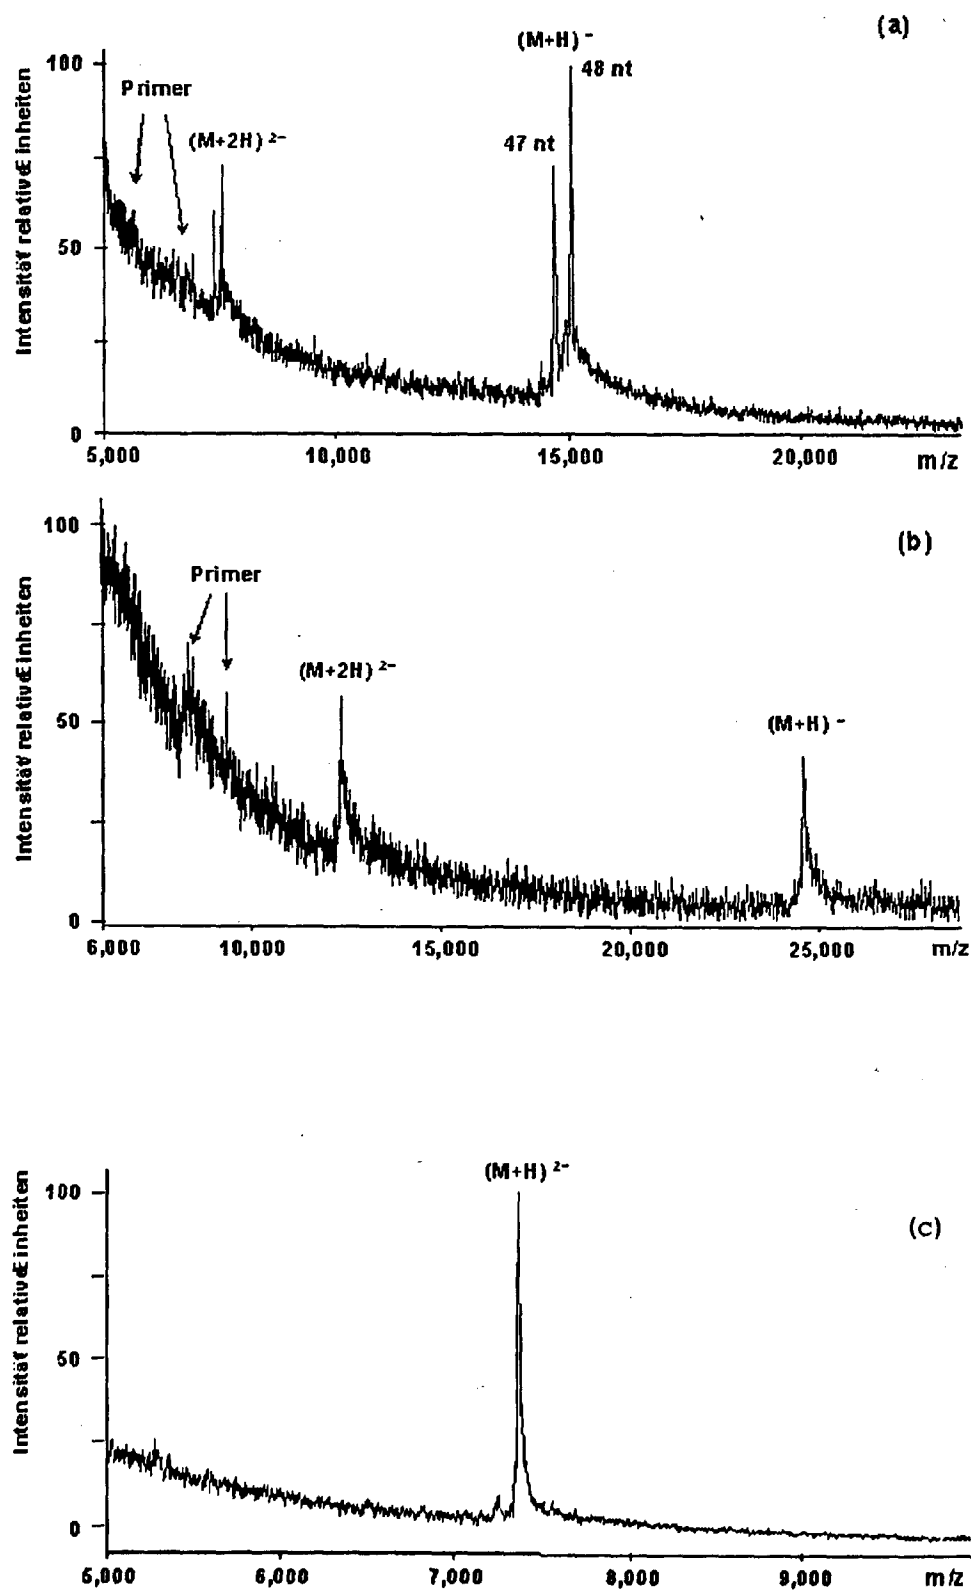 (a)
(M+H) −
48 nt
47 nt
Primer
(M+2H) 2−
Intensität relative Einheiten
100
50
0
5,000 10,000 15,000 20,000 m/z
(b)
Primer
(M+2H) 2−
(M+H) −
Intensität relative Einheiten
100
50
0
6,000 10,000 15,000 20,000 25,000 m/z
(c)
(M+H) 2−
Intensität relative Einheiten
100
50
0
5,000 6,000 7,000 8,000 9,000 m/z